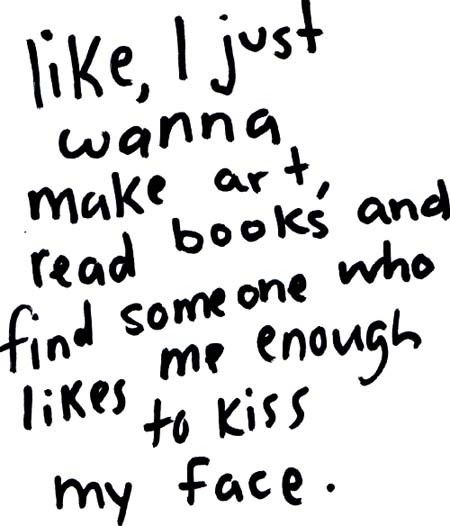 like, I just
wanna
make art,
read books and
find someone who
likes me enough
to kiss
my face.